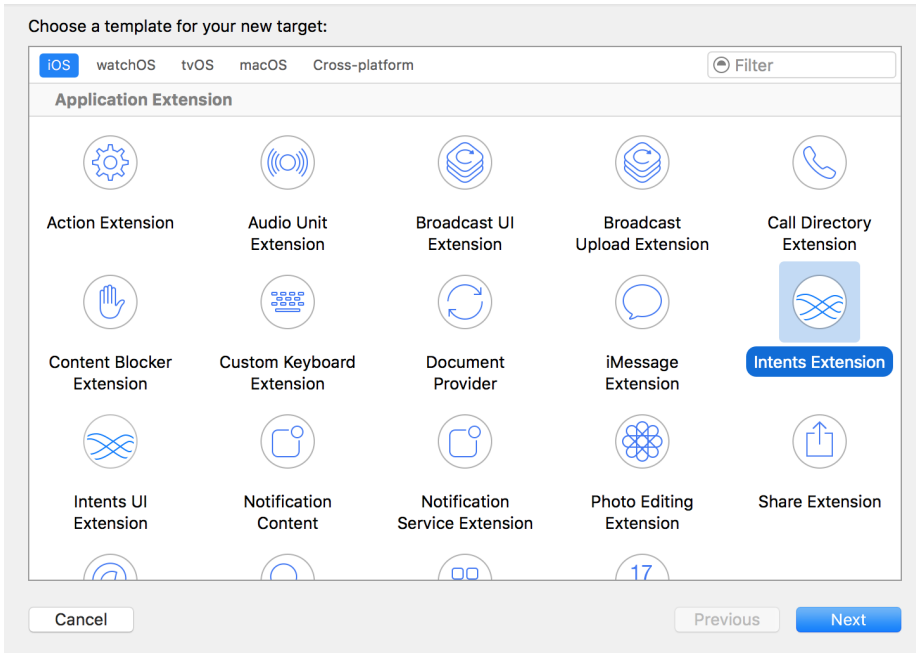 Choose a template for your new target:
iOS watchOS tvOS macOS Cross-platform Filter
Application Extension
Action Extension
Audio Unit
Extension
Broadcast UI
Extension
Broadcast
Upload Extension
Call Directory
Extension
Content Blocker
Extension
Custom Keyboard
Extension
Document
Provider
iMessage
Extension
Intents Extension
Intents UI
Extension
Notification
Content
Notification
Service Extension
Photo Editing
Extension
Share Extension
17
Cancel Previous Next